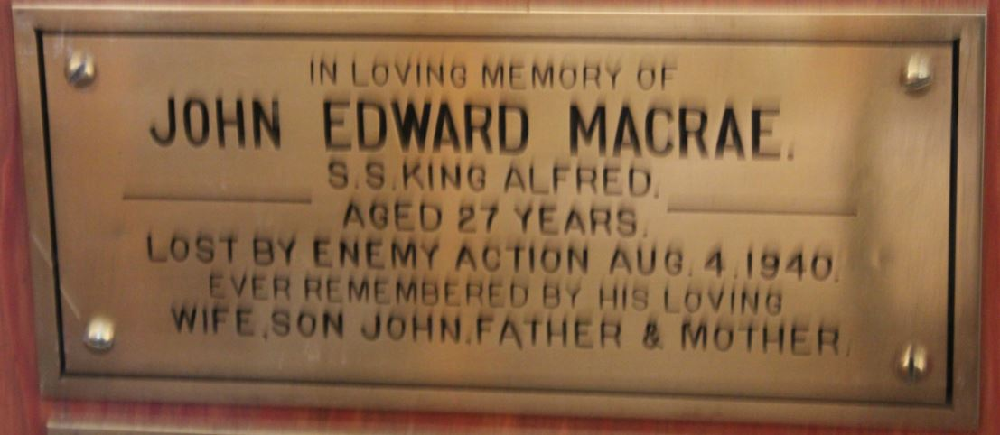 IN LOVING MEMORY OF
JOHN EDWARD MACRAE.
S.S. KING ALFRED.
AGED 27 YEARS.
LOST BY ENEMY ACTION AUG. 4. 1940.
EVER REMEMBERED BY HIS LOVING
WIFE, SON JOHN. FATHER & MOTHER.